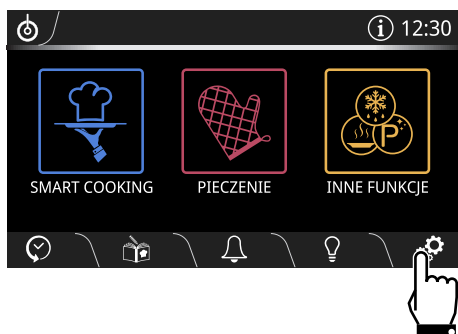 12:30
SMART COOKING
PIECZENIE
INNE FUNKCJE
P